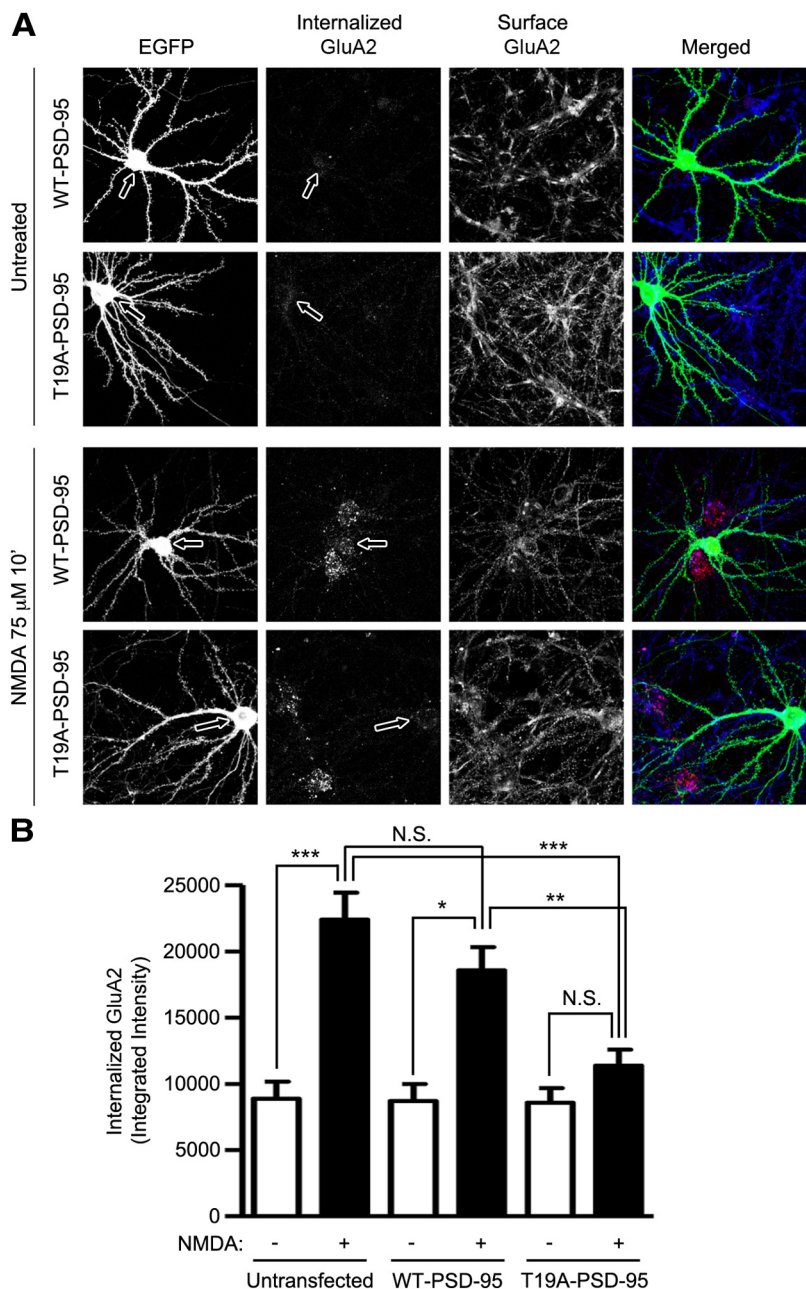 A
EGFP
Internalized
GluA2
Surface
GluA2
Merged
Untreated
WT-PSD-95
T19A-PSD-95
NMDA 75 µM 10'
WT-PSD-95
T19A-PSD-95
B
N.S.
***
***
*
**
N.S.
Internalized GluA2
(Integrated Intensity)
25000
20000
15000
10000
5000
0
NMDA: - + - + - +
Untransfected WT-PSD-95 T19A-PSD-95